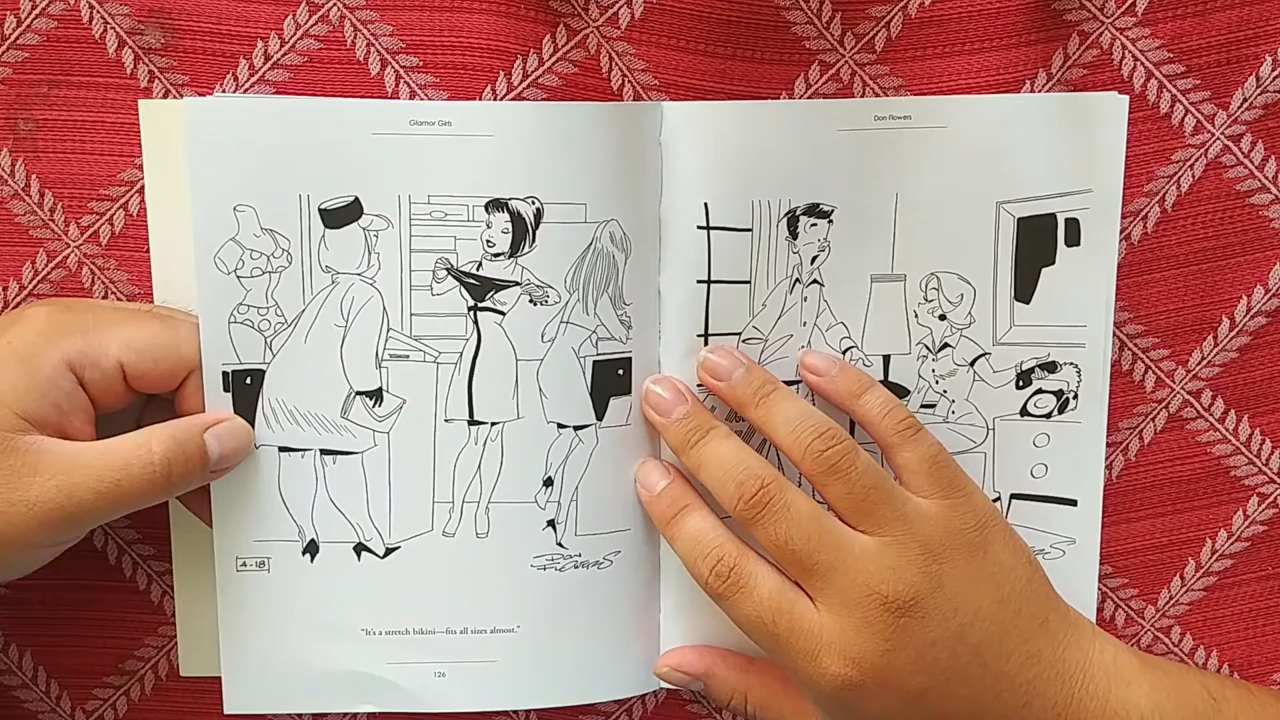 Glamor Girls
4-18
DON
FLOWERS
"It's a stretch bikini—fits all sizes almost."
126
Don Flowers